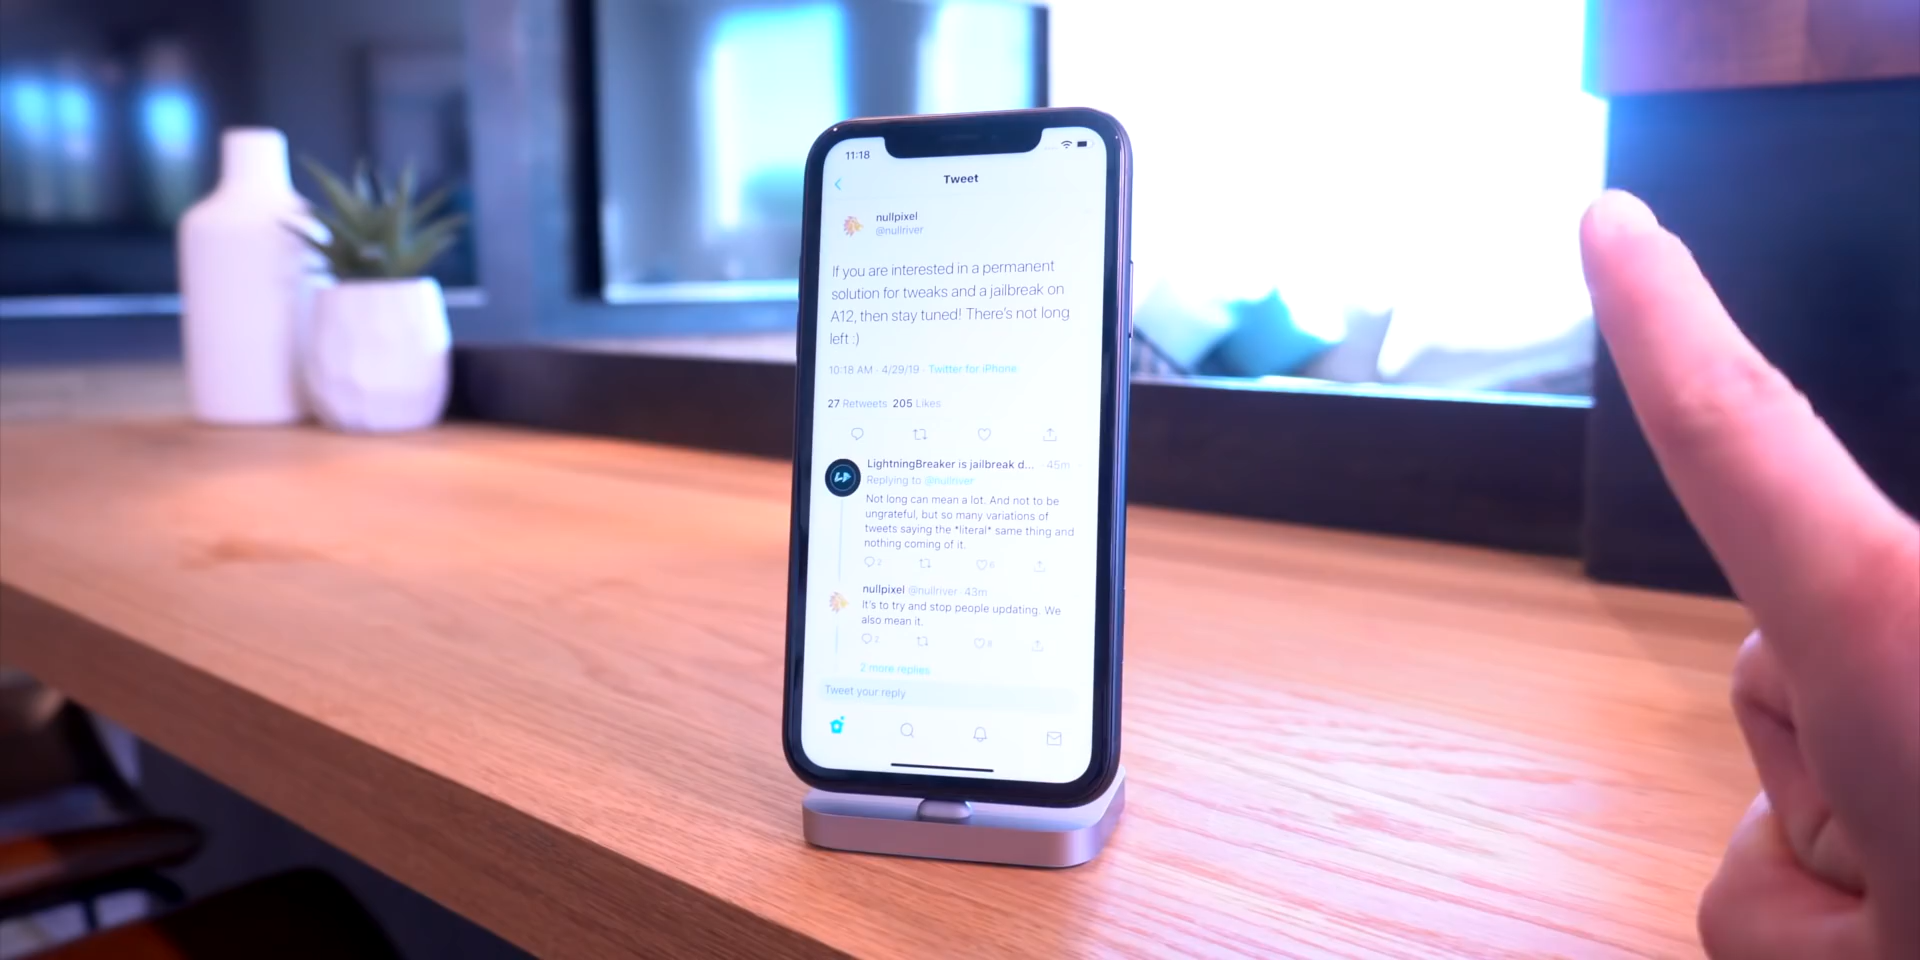 11:18
Tweet
nullpixel
@nullriver
If you are interested in a permanent
solution for tweaks and a jailbreak on
A12, then stay tuned! There's not long
left :)
10:18 AM · 4/29/19 · Twitter for iPhone
27 Retweets 205 Likes
LightningBreaker is jailbreak d... · 45m
Replying to @nullriver
Not long can mean a lot. And not to be
ungrateful, but so many variations of
tweets saying the *literal* same thing and
nothing coming of it.
2 6
nullpixel @nullriver · 43m
It's to try and stop people updating. We
also mean it.
2 8
2 more replies
Tweet your reply